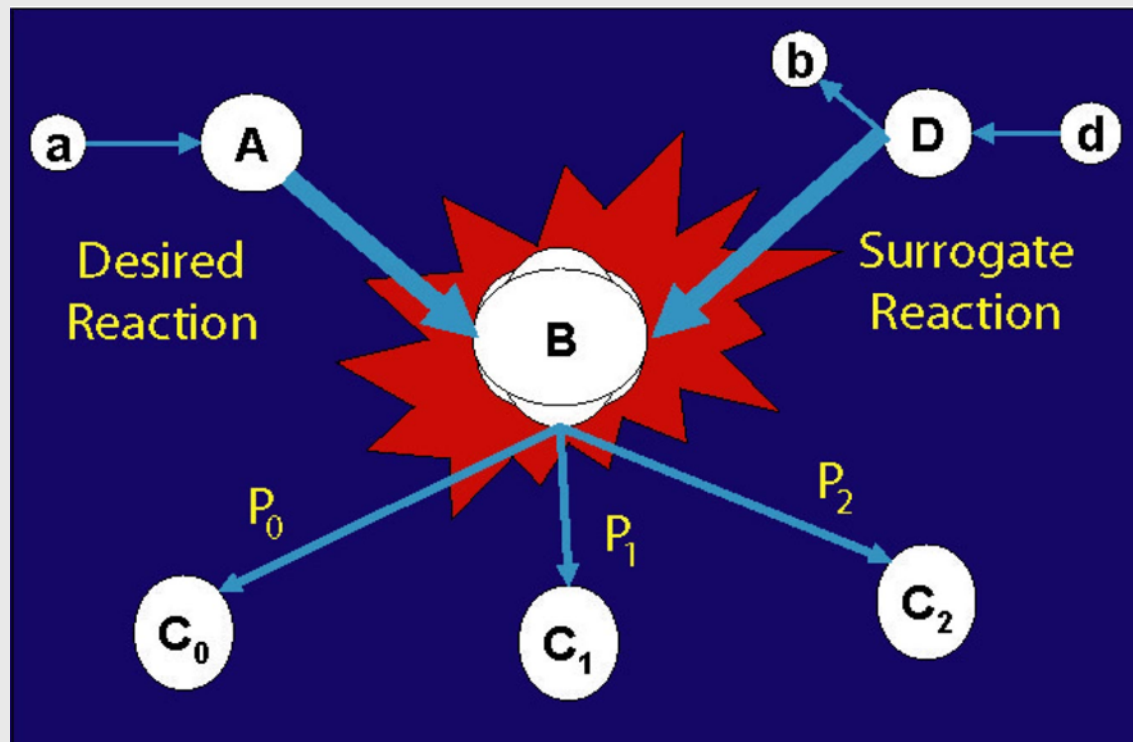 b
a
A
D
d
Desired
Reaction
Surrogate
Reaction
B
P₀
P₁
P₂
C₀
C₁
C₂